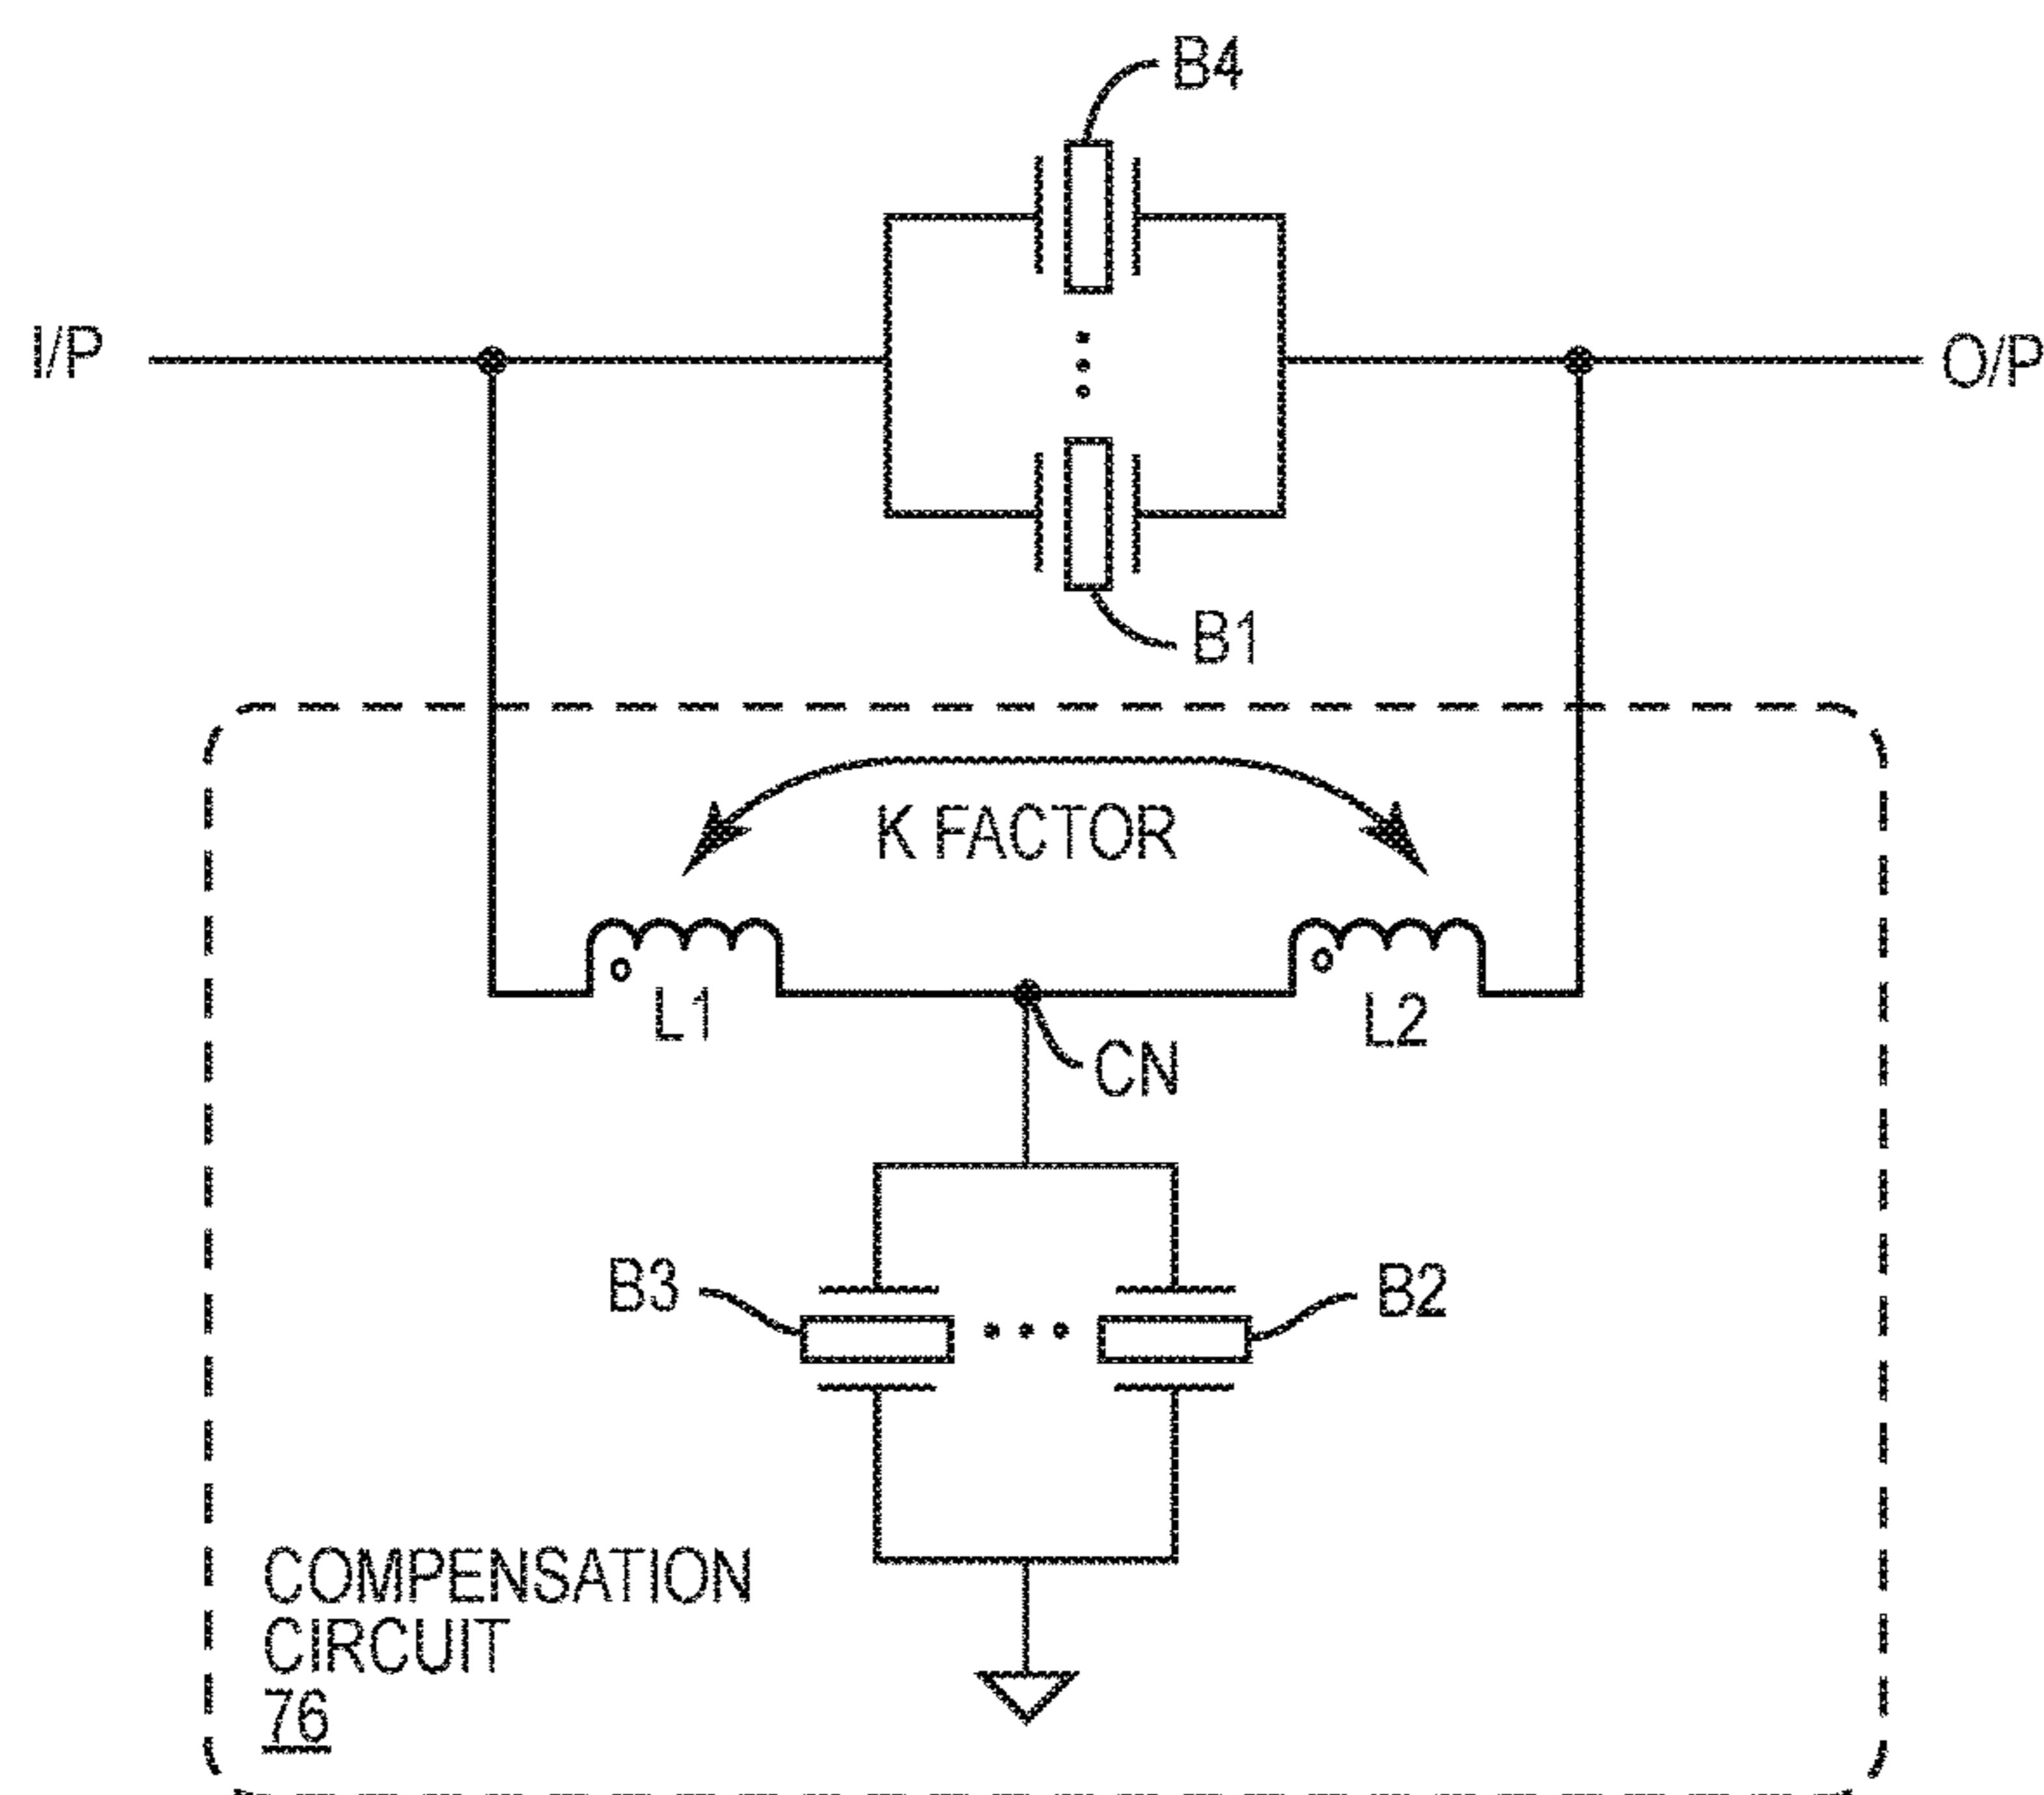 B4
I/P
O/P
B1
K FACTOR
L1
L2
CN
B3
B2
COMPENSATION
CIRCUIT
76